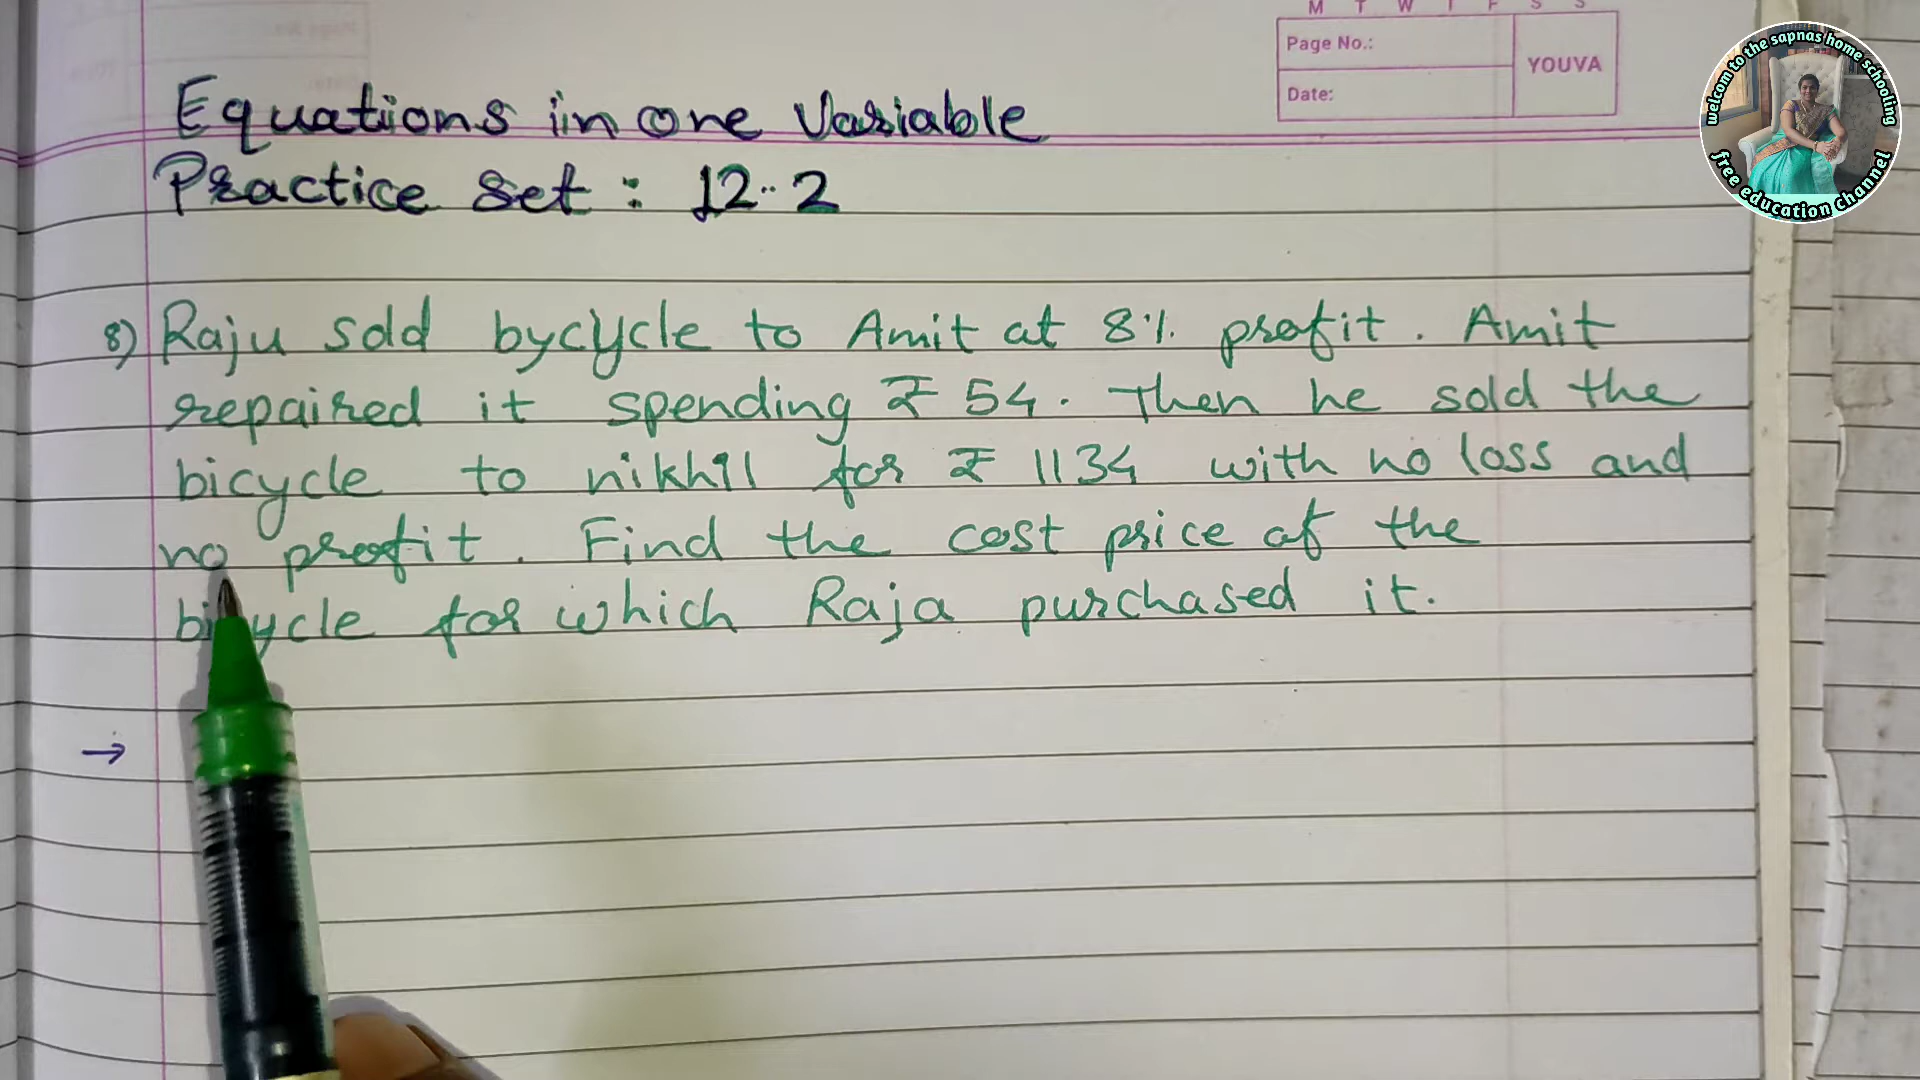 M T W T F S S
Page No.:
YOUVA
Date:
welcom to the sapnas home schooling
free education channel
Equations in one Variable
Practice set : 12.2
8) Raju sold bycycle to Amit at 8% profit. Amit
repaired it spending ₹ 54. Then he sold the
bicycle to nikhil for ₹ 1134 with no loss and
no profit. Find the cost price of the
bicycle for which Raja purchased it.
→